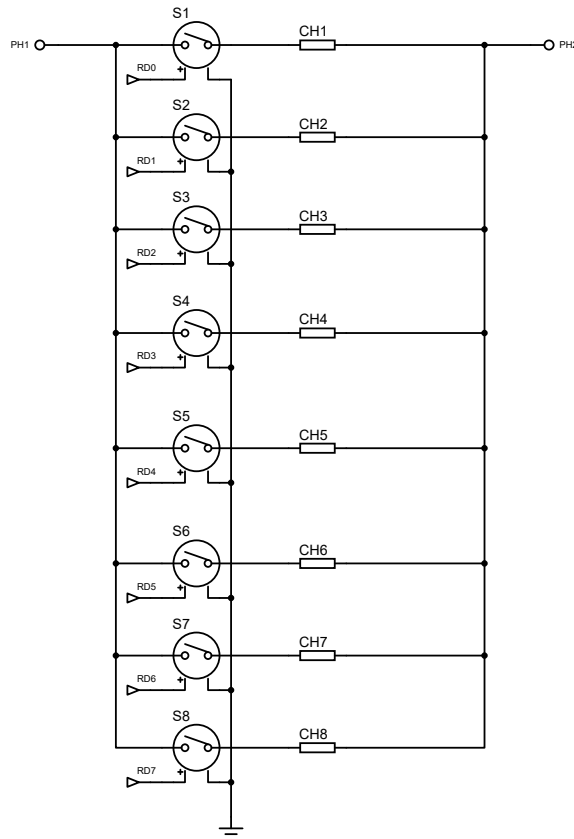 S1
CH1
PH1
PH2
RD0
+
S2
CH2
RD1
+
S3
CH3
RD2
+
S4
CH4
RD3
+
S5
CH5
RD4
+
S6
CH6
RD5
+
S7
CH7
RD6
+
S8
CH8
RD7
+